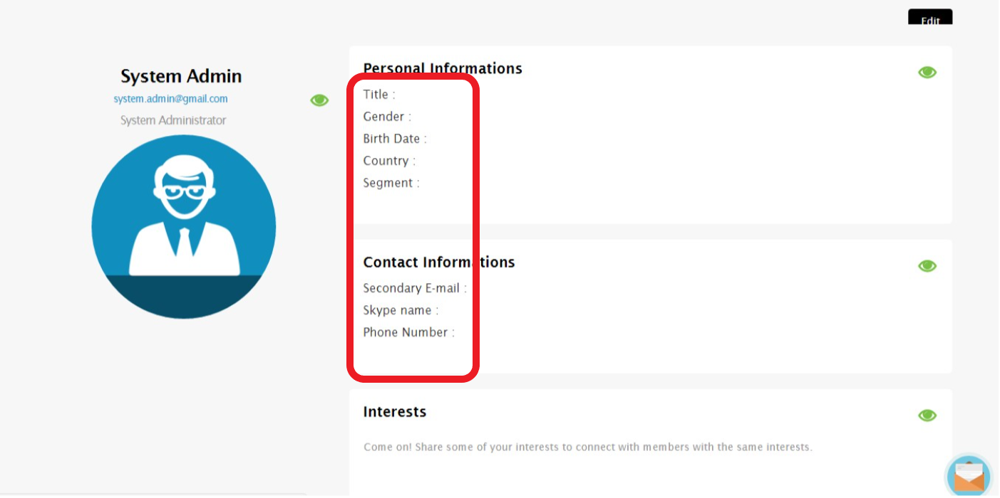 Edit
System Admin
system.admin@gmail.com
System Administrator
Personal Informations
Title :
Gender :
Birth Date :
Country :
Segment :
Contact Informations
Secondary E-mail :
Skype name :
Phone Number :
Interests
Come on! Share some of your interests to connect with members with the same interests.